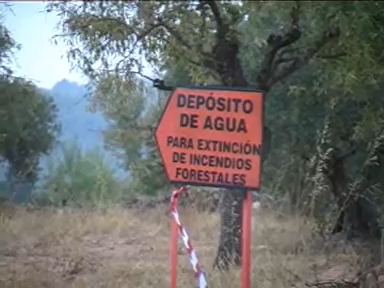 DEPÓSITO
DE AGUA
PARA EXTINCIÓN
DE INCENDIOS
FORESTALES